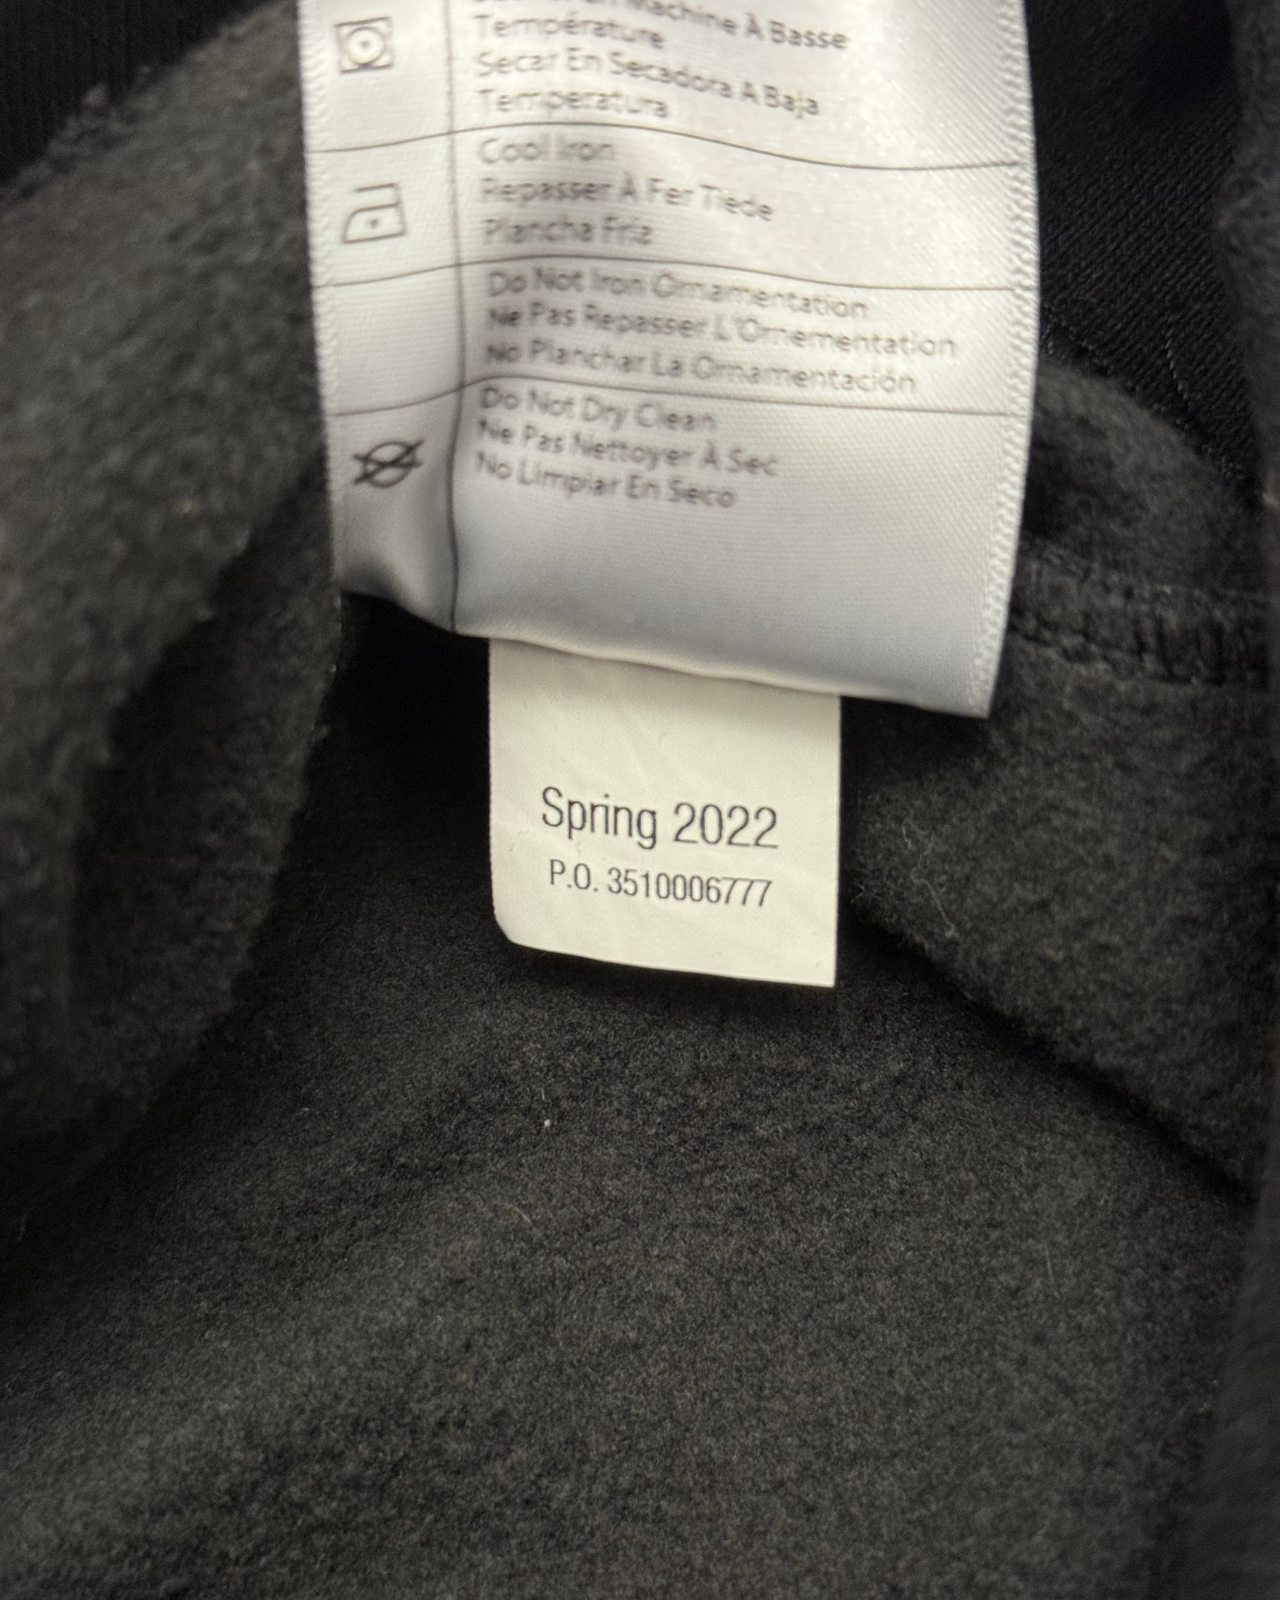 Machine À Basse
Température
Secar En Secadora A Baja
Temperatura
Cool Iron
Repasser À Fer Tiède
Plancha Fria
Do Not Iron Ornamentation
Ne Pas Repasser L'Ornementation
No Planchar La Ornamentación
Do Not Dry Clean
Ne Pas Nettoyer À Sec
No Limpiar En Seco
Spring 2022
P.O. 3510006777